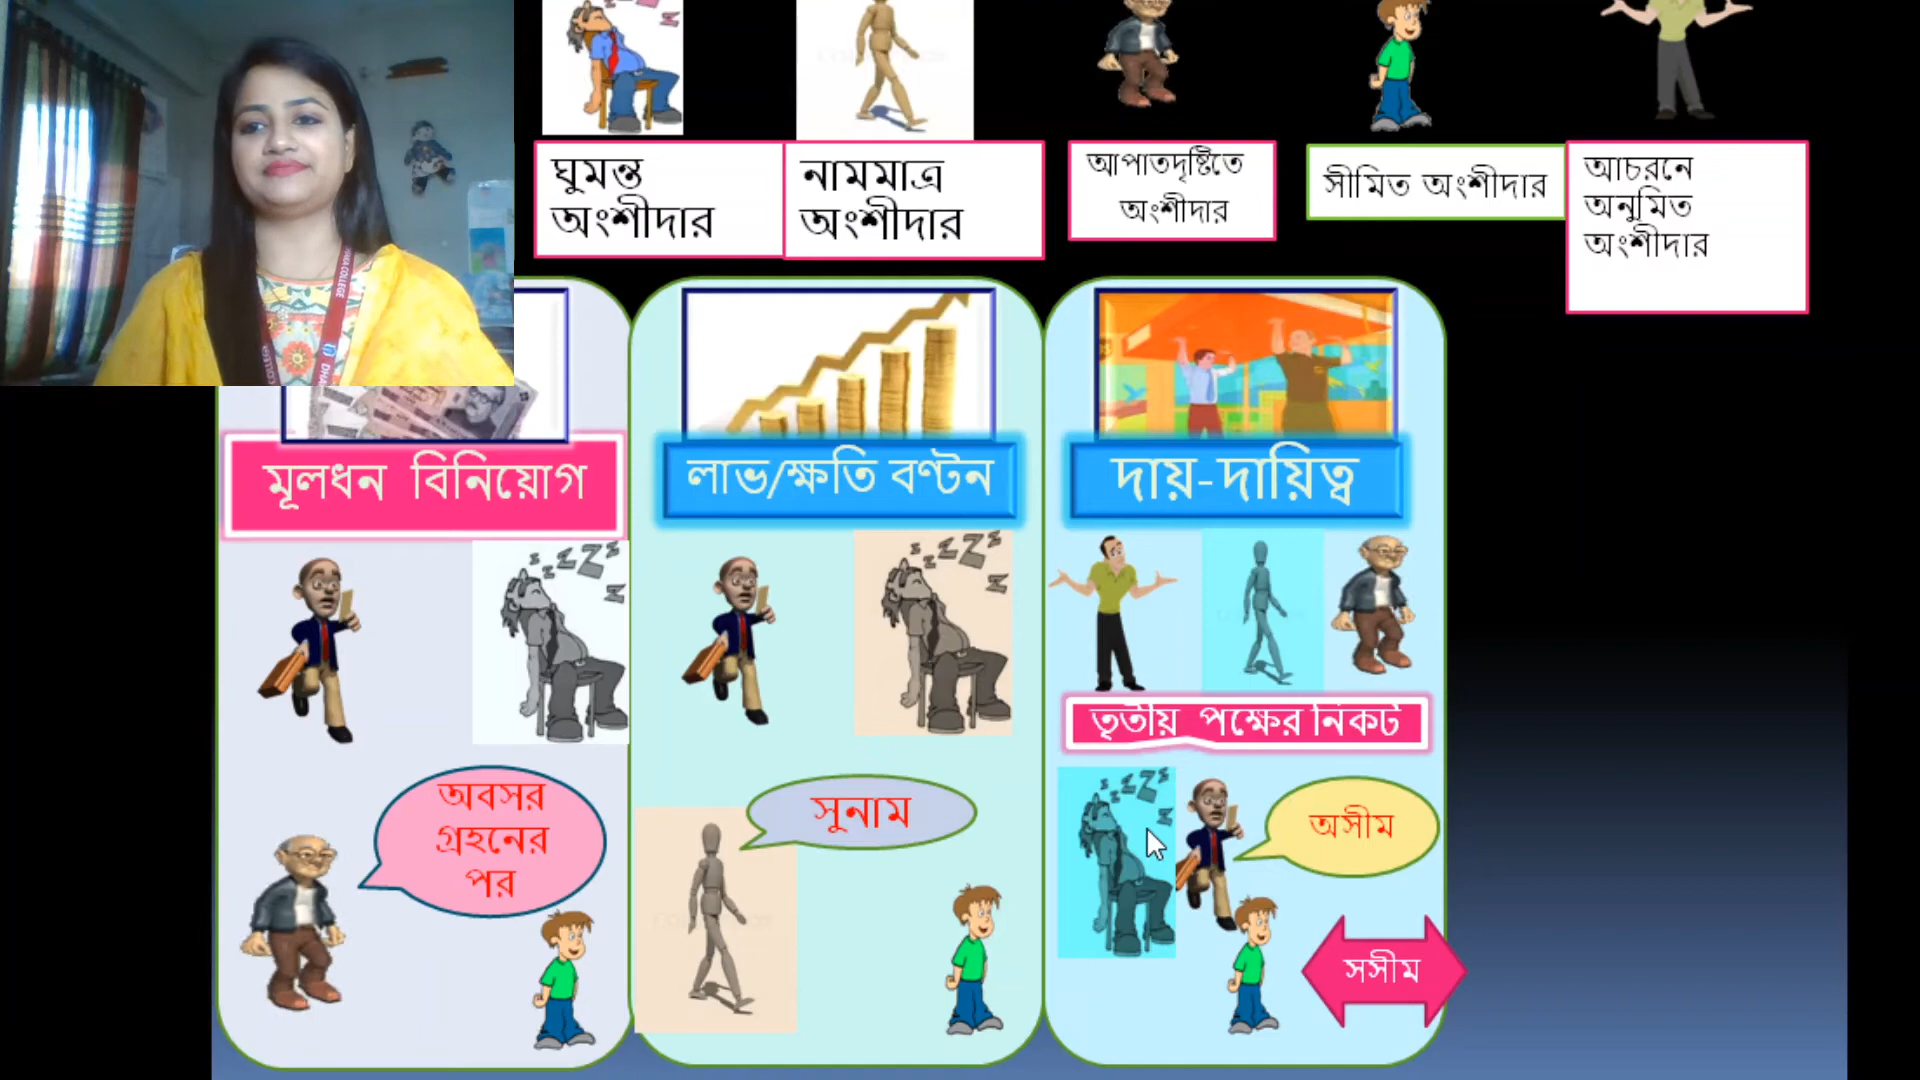 ঘুমন্ত
অংশীদার
নামমাত্র
অংশীদার
আপাতদৃষ্টিতে
অংশীদার
সীমিত অংশীদার
আচরনে
অনুমিত
অংশীদার
মূলধন বিনিয়োগ
লাভ/ক্ষতি বণ্টন
দায়-দায়িত্ব
তৃতীয় পক্ষের নিকট
অবসর
গ্রহনের
পর
সুনাম
অসীম
সসীম